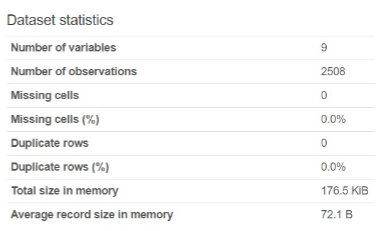 Dataset statistics
Number of variables 9
Number of observations 2508
Missing cells 0
Missing cells (%) 0.0%
Duplicate rows 0
Duplicate rows (%) 0.0%
Total size in memory 176.5 KiB
Average record size in memory 72.1 B